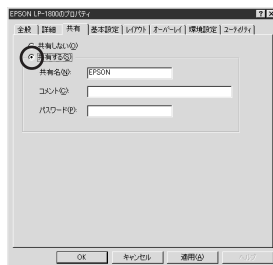 EPSON LP-1800のプロパティ
全般 詳細 共有 基本設定 レイアウト オーバーレイ 環境設定 ユーティリティ
共有しない(O)
共有する(S)
共有名(N): EPSON
コメント(C):
パスワード(P):
OK キャンセル 適用(A) ヘルプ